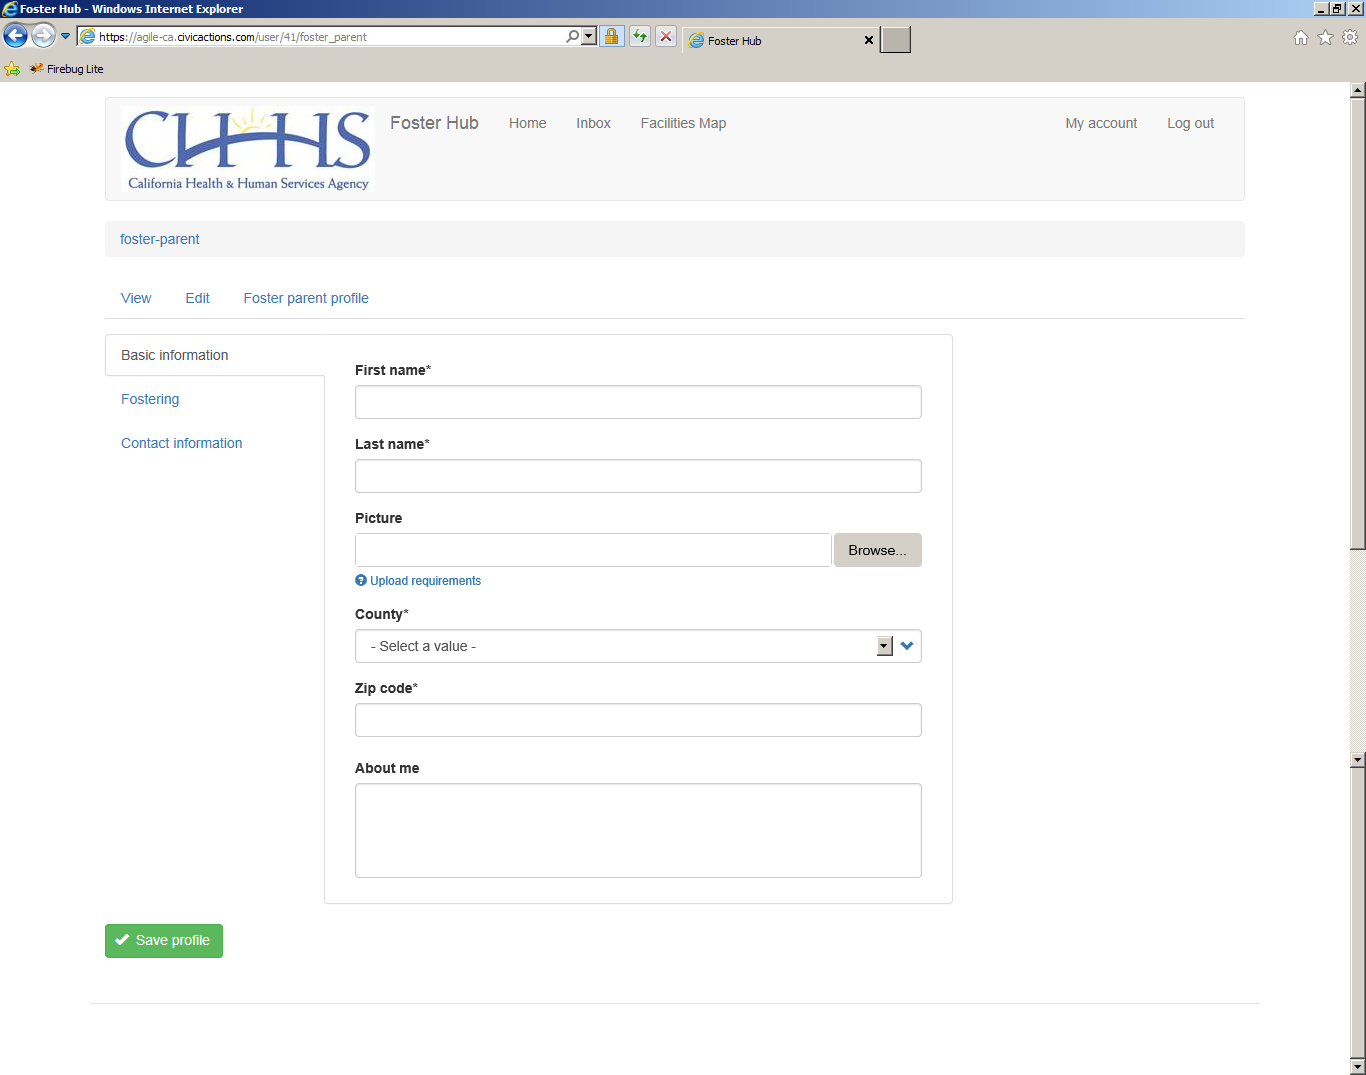 Foster Hub - Windows Internet Explorer
https://agile-ca.civicactions.com/user/41/foster_parent
Foster Hub
Firebug Lite
CHHS
California Health & Human Services Agency
Foster Hub Home Inbox Facilities Map My account Log out
foster-parent
View Edit Foster parent profile
Basic information
Fostering
Contact information
First name*
Last name*
Picture
Browse...
Upload requirements
County*
- Select a value -
Zip code*
About me
Save profile